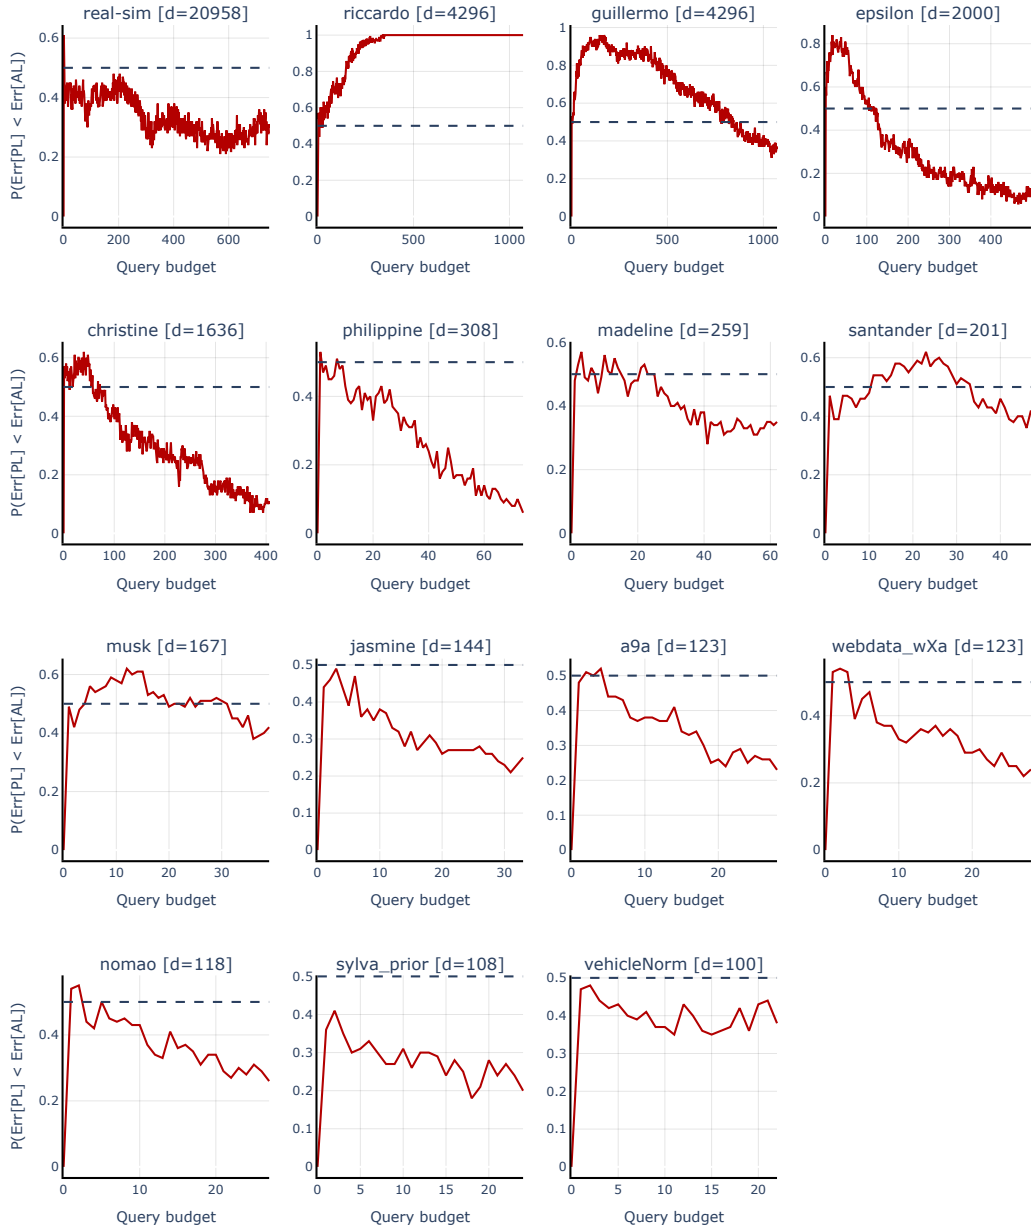 real-sim [d=20958]
riccardo [d=4296]
guillermo [d=4296]
epsilon [d=2000]
P(Err[PL] < Err[AL])
0.6
0.4
0.2
0
1
0.8
0.6
0.4
0.2
0
1
0.8
0.6
0.4
0.2
0
0.8
0.6
0.4
0.2
0
0 200 400 600
0 500 1000
0 500 1000
0 100 200 300 400
Query budget
Query budget
Query budget
Query budget
christine [d=1636]
philippine [d=308]
madeline [d=259]
santander [d=201]
P(Err[PL] < Err[AL])
0.6
0.4
0.2
0
0.4
0.2
0
0.6
0.4
0.2
0
0.6
0.4
0.2
0
0 100 200 300 400
0 20 40 60
0 20 40 60
0 10 20 30 40
Query budget
Query budget
Query budget
Query budget
musk [d=167]
jasmine [d=144]
a9a [d=123]
webdata_wXa [d=123]
P(Err[PL] < Err[AL])
0.6
0.4
0.2
0
0.5
0.4
0.3
0.2
0.1
0
0.5
0.4
0.3
0.2
0.1
0
0.4
0.2
0
0 10 20 30
0 10 20 30
0 10 20
0 20
Query budget
Query budget
Query budget
Query budget
nomao [d=118]
sylva_prior [d=108]
vehicleNorm [d=100]
P(Err[PL] < Err[AL])
0.4
0.2
0
0.5
0.4
0.3
0.2
0.1
0
0.5
0.4
0.3
0.2
0.1
0
0 10 20
0 5 10 15 20
0 5 10 15 20
Query budget
Query budget
Query budget